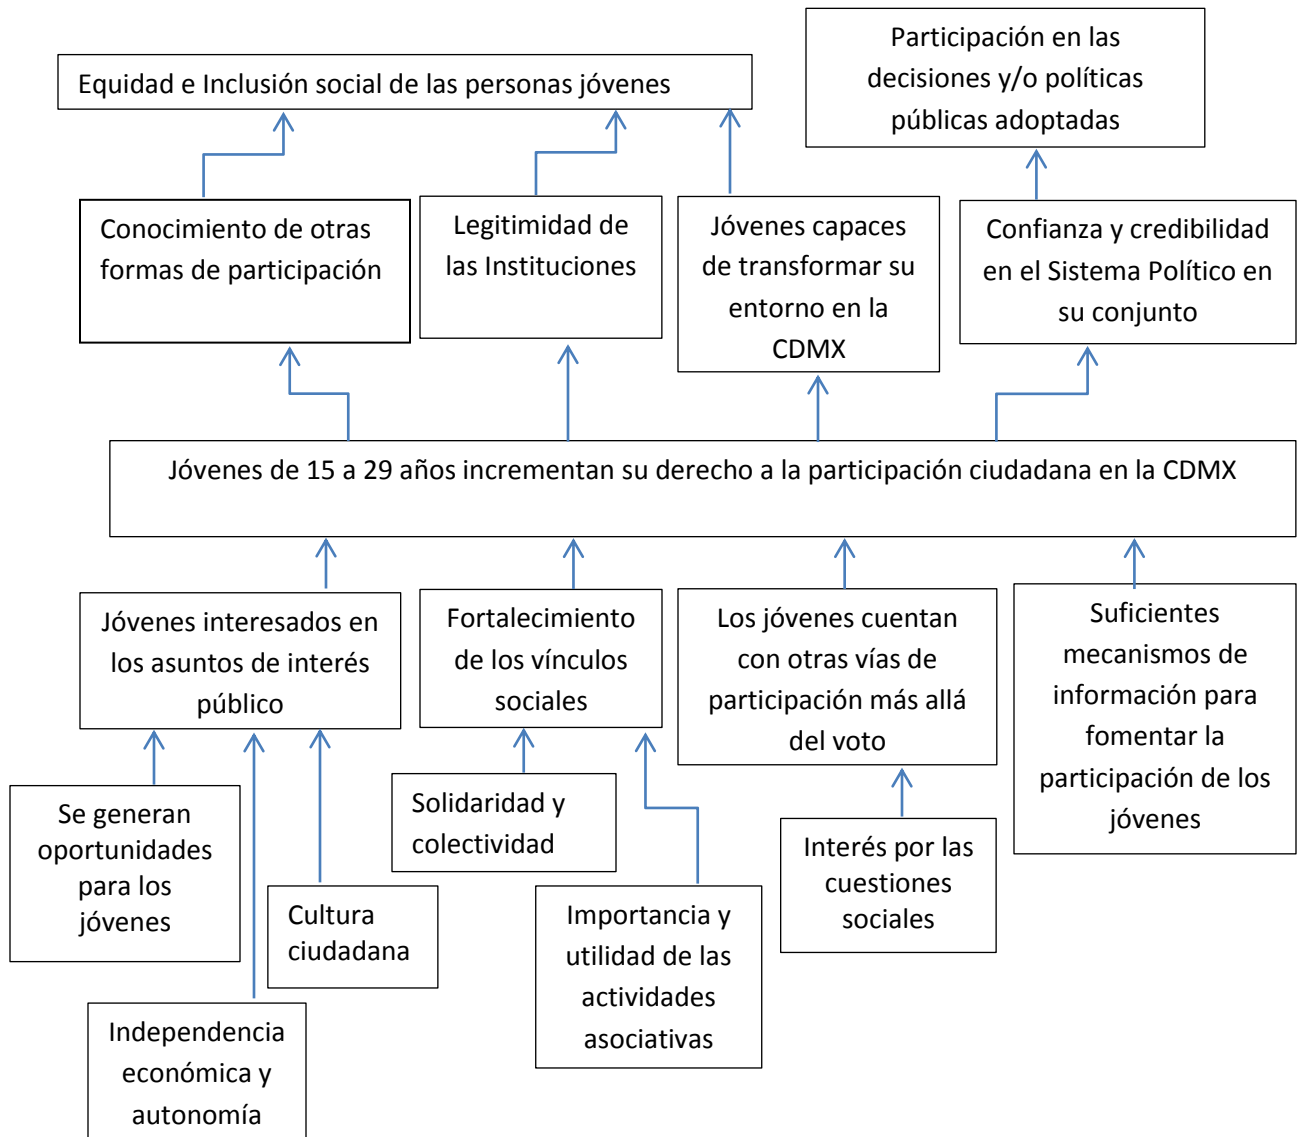 Equidad e Inclusión social de las personas jóvenes
Participación en las
decisiones y/o políticas
públicas adoptadas
Conocimiento de otras
formas de participación
Legitimidad de
las Instituciones
Jóvenes capaces
de transformar su
entorno en la
CDMX
Confianza y credibilidad
en el Sistema Político en
su conjunto
Jóvenes de 15 a 29 años incrementan su derecho a la participación ciudadana en la CDMX
Jóvenes interesados en
los asuntos de interés
público
Fortalecimiento
de los vínculos
sociales
Los jóvenes cuentan
con otras vías de
participación más allá
del voto
Suficientes
mecanismos de
información para
fomentar la
participación de los
jóvenes
Se generan
oportunidades
para los
jóvenes
Independencia
económica y
autonomía
Cultura
ciudadana
Solidaridad y
colectividad
Importancia y
utilidad de las
actividades
asociativas
Interés por las
cuestiones
sociales